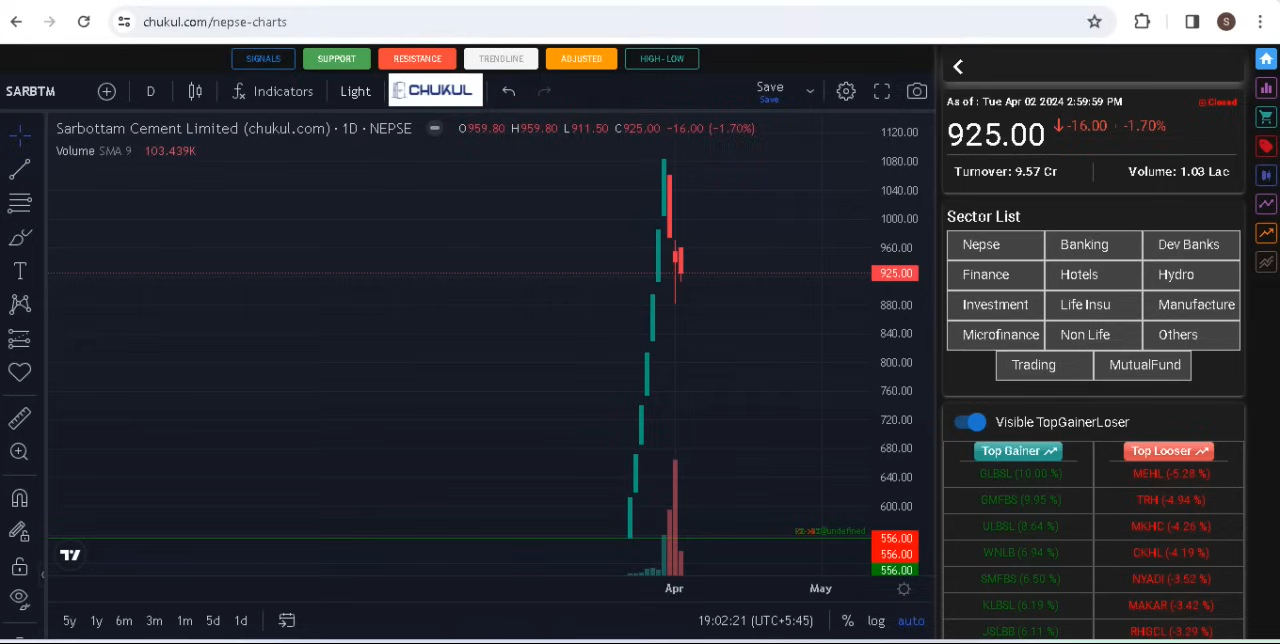 chukul.com/nepse-charts
S
SIGNALS SUPPORT RESISTANCE TRENDLINE ADJUSTED HIGH-LOW
SARBTM D Indicators Light CHUKUL Save
Save
Sarbottam Cement Limited (chukul.com) · 1D · NEPSE O959.80 H959.80 L911.50 C925.00 -16.00 (-1.70%)
Volume SMA 9 103.439K
1120.00
1080.00
1040.00
1000.00
960.00
925.00
880.00
840.00
800.00
760.00
720.00
680.00
640.00
600.00
556.00
556.00
556.00
Apr May
5y 1y 6m 3m 1m 5d 1d 19:02:21 (UTC+5:45) % log auto
As of : Tue Apr 02 2024 2:59:59 PM Closed
925.00 -16.00 · -1.70%
Turnover: 9.57 Cr Volume: 1.03 Lac
Sector List
Nepse Banking Dev Banks
Finance Hotels Hydro
Investment Life Insu Manufacture
Microfinance Non Life Others
Trading MutualFund
Visible TopGainerLoser
Top Gainer Top Looser
GLBSL (10.00 %) MEHL (-5.28 %)
GMFBS (9.95 %) TRH (-4.94 %)
ULBSL (8.64 %) MKHC (-4.26 %)
WNLB (6.94 %) CKHL (-4.19 %)
SMFBS (6.50 %) NYADI (-3.52 %)
KLBSL (6.19 %) MAKAR (-3.42 %)
JSLBB (6.11 %) RHGCL (-3.29 %)